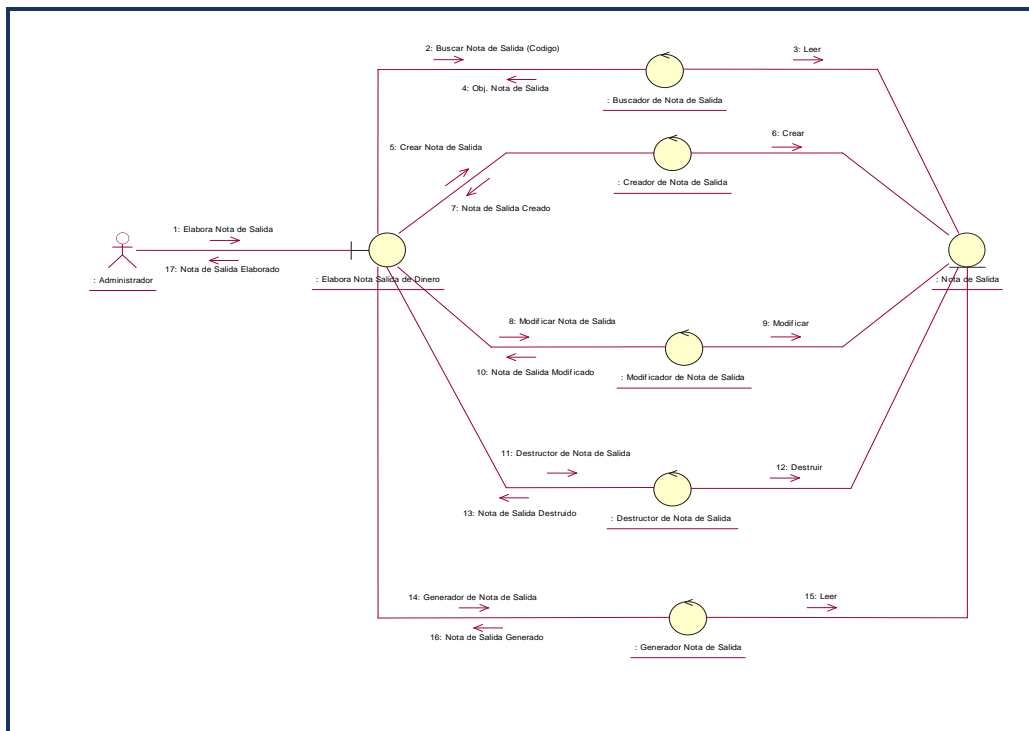 2: Buscar Nota de Salida (Codigo)
3: Leer
4: Obj. Nota de Salida
: Buscador de Nota de Salida
5: Crear Nota de Salida
6: Crear
: Creador de Nota de Salida
7: Nota de Salida Creado
1: Elabora Nota de Salida
17: Nota de Salida Elaborado
: Administrador
: Elabora Nota Salida de Dinero
: Nota de Salida
8: Modificar Nota de Salida
9: Modificar
10: Nota de Salida Modificado
: Modificador de Nota de Salida
11: Destructor de Nota de Salida
12: Destruir
13: Nota de Salida Destruido
: Destructor de Nota de Salida
14: Generador de Nota de Salida
15: Leer
16: Nota de Salida Generado
: Generador Nota de Salida